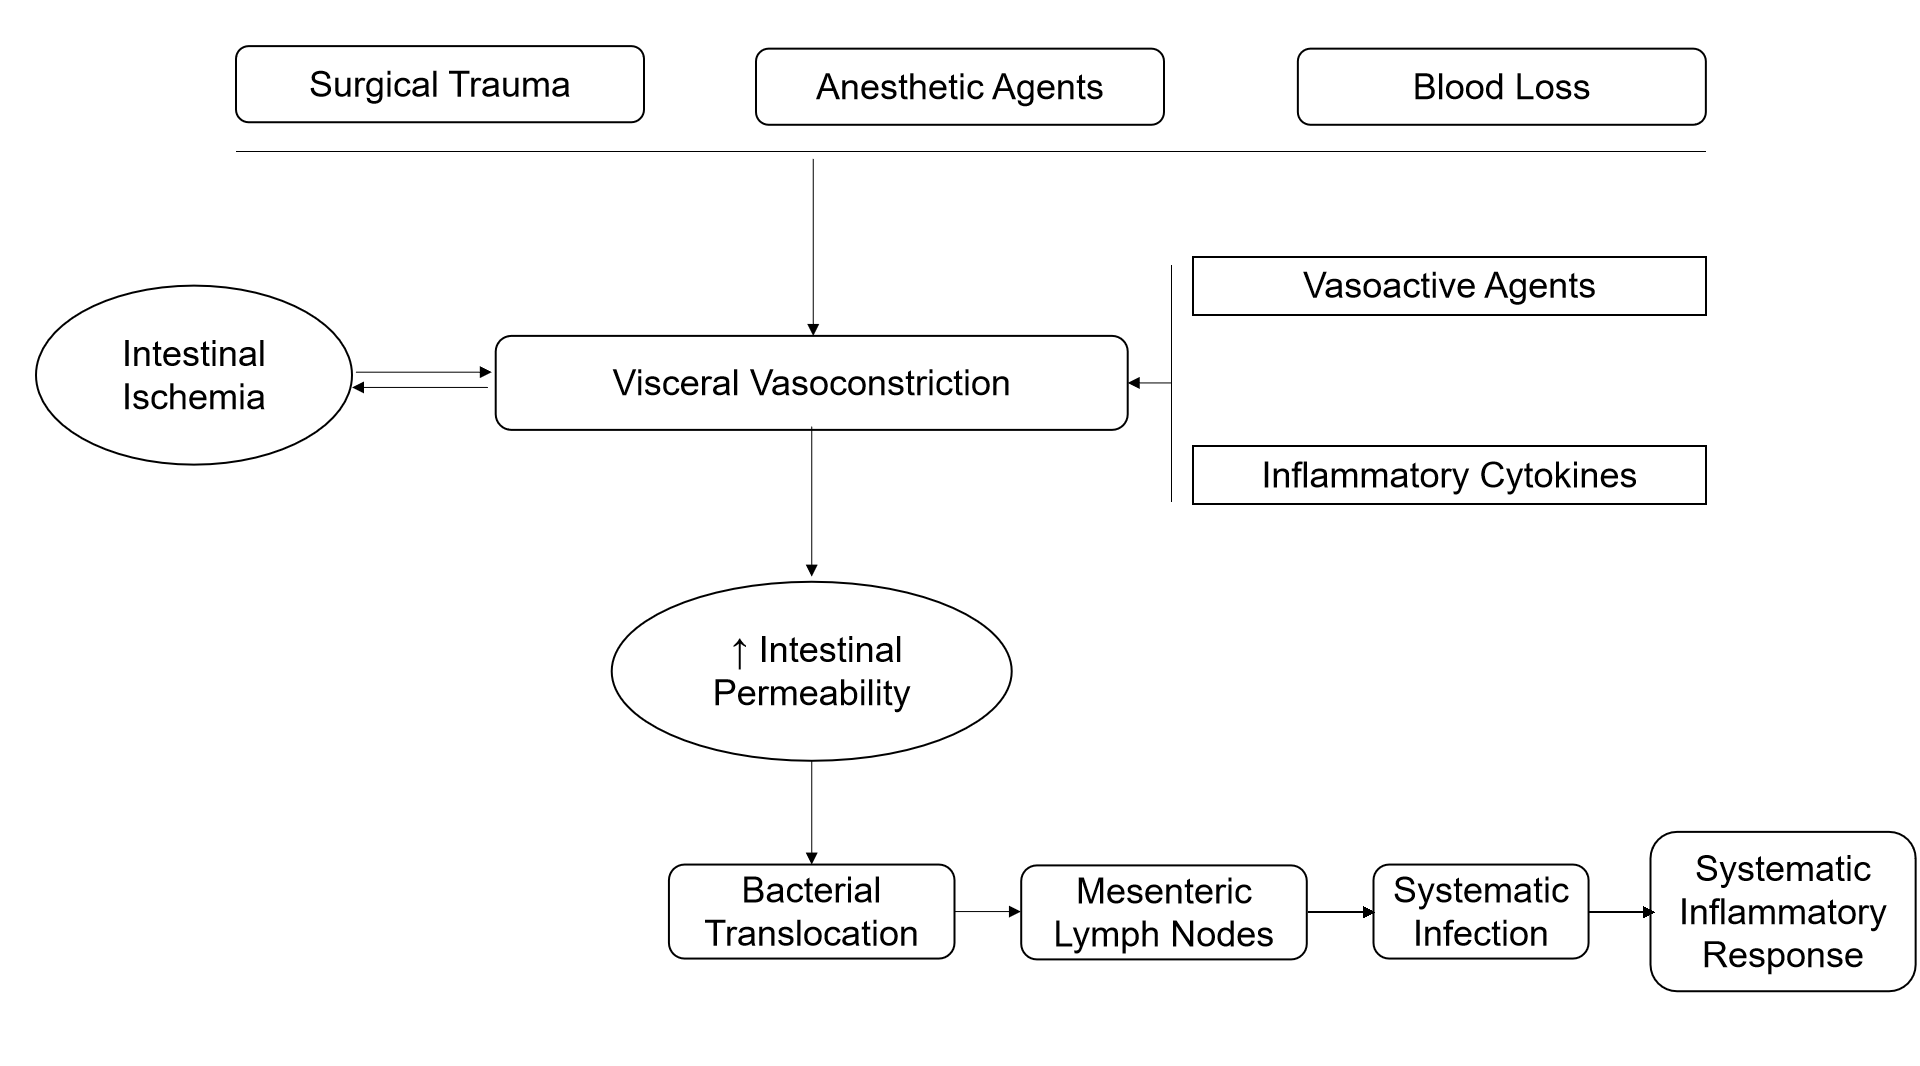 Surgical Trauma
Anesthetic Agents
Blood Loss
Vasoactive Agents
Intestinal
Ischemia
Visceral Vasoconstriction
Inflammatory Cytokines
↑ Intestinal
Permeability
Bacterial
Translocation
Mesenteric
Lymph Nodes
Systematic
Infection
Systematic
Inflammatory
Response